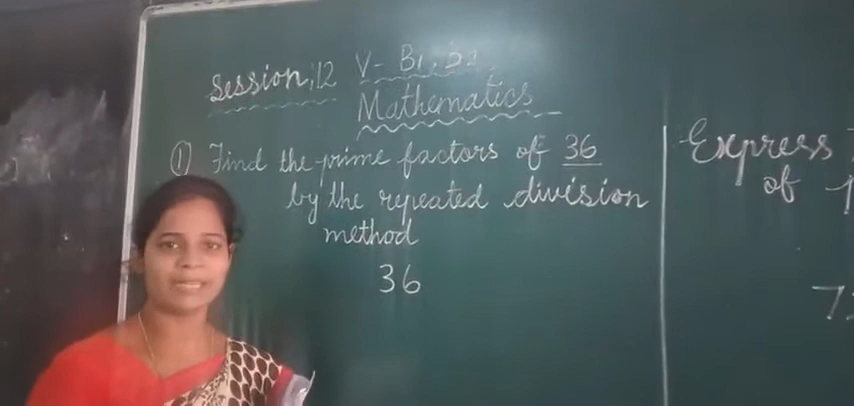 Session, 12 V - B1, B2
Mathematics
① Find the prime factors of 36
by the repeated division
method
36
Express
of